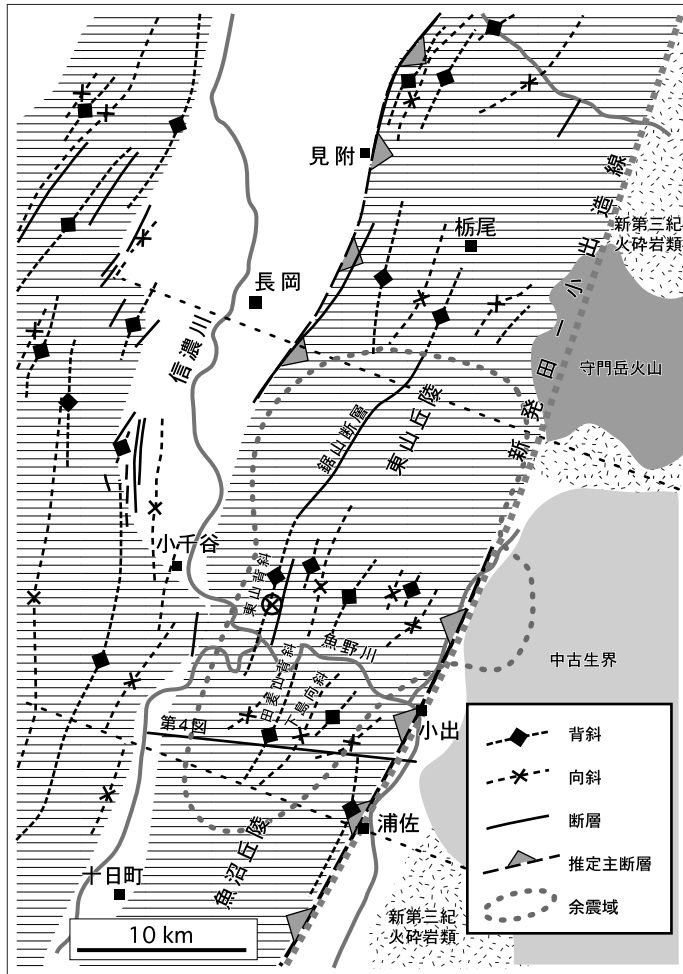 見附
栃尾
新発田－小出構造線
新第三紀
火砕岩類
長岡
守門岳火山
信濃川
鋸山断層
東山丘陵
小千谷
東山背斜
魚野川
中古生界
田麦山背斜
下島向斜
第4図
小出
背斜
向斜
断層
推定主断層
余震域
浦佐
魚沼丘陵
十日町
新第三紀
火砕岩類
10 km